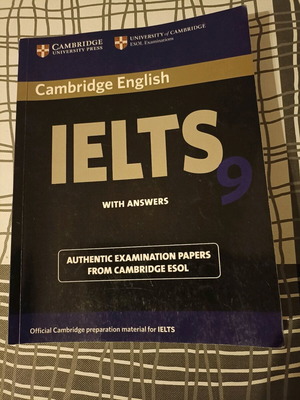 CAMBRIDGE
UNIVERSITY PRESS
UNIVERSITY of CAMBRIDGE
ESOL Examinations
Cambridge English
IELTS 9
WITH ANSWERS
AUTHENTIC EXAMINATION PAPERS
FROM CAMBRIDGE ESOL
Official Cambridge preparation material for IELTS